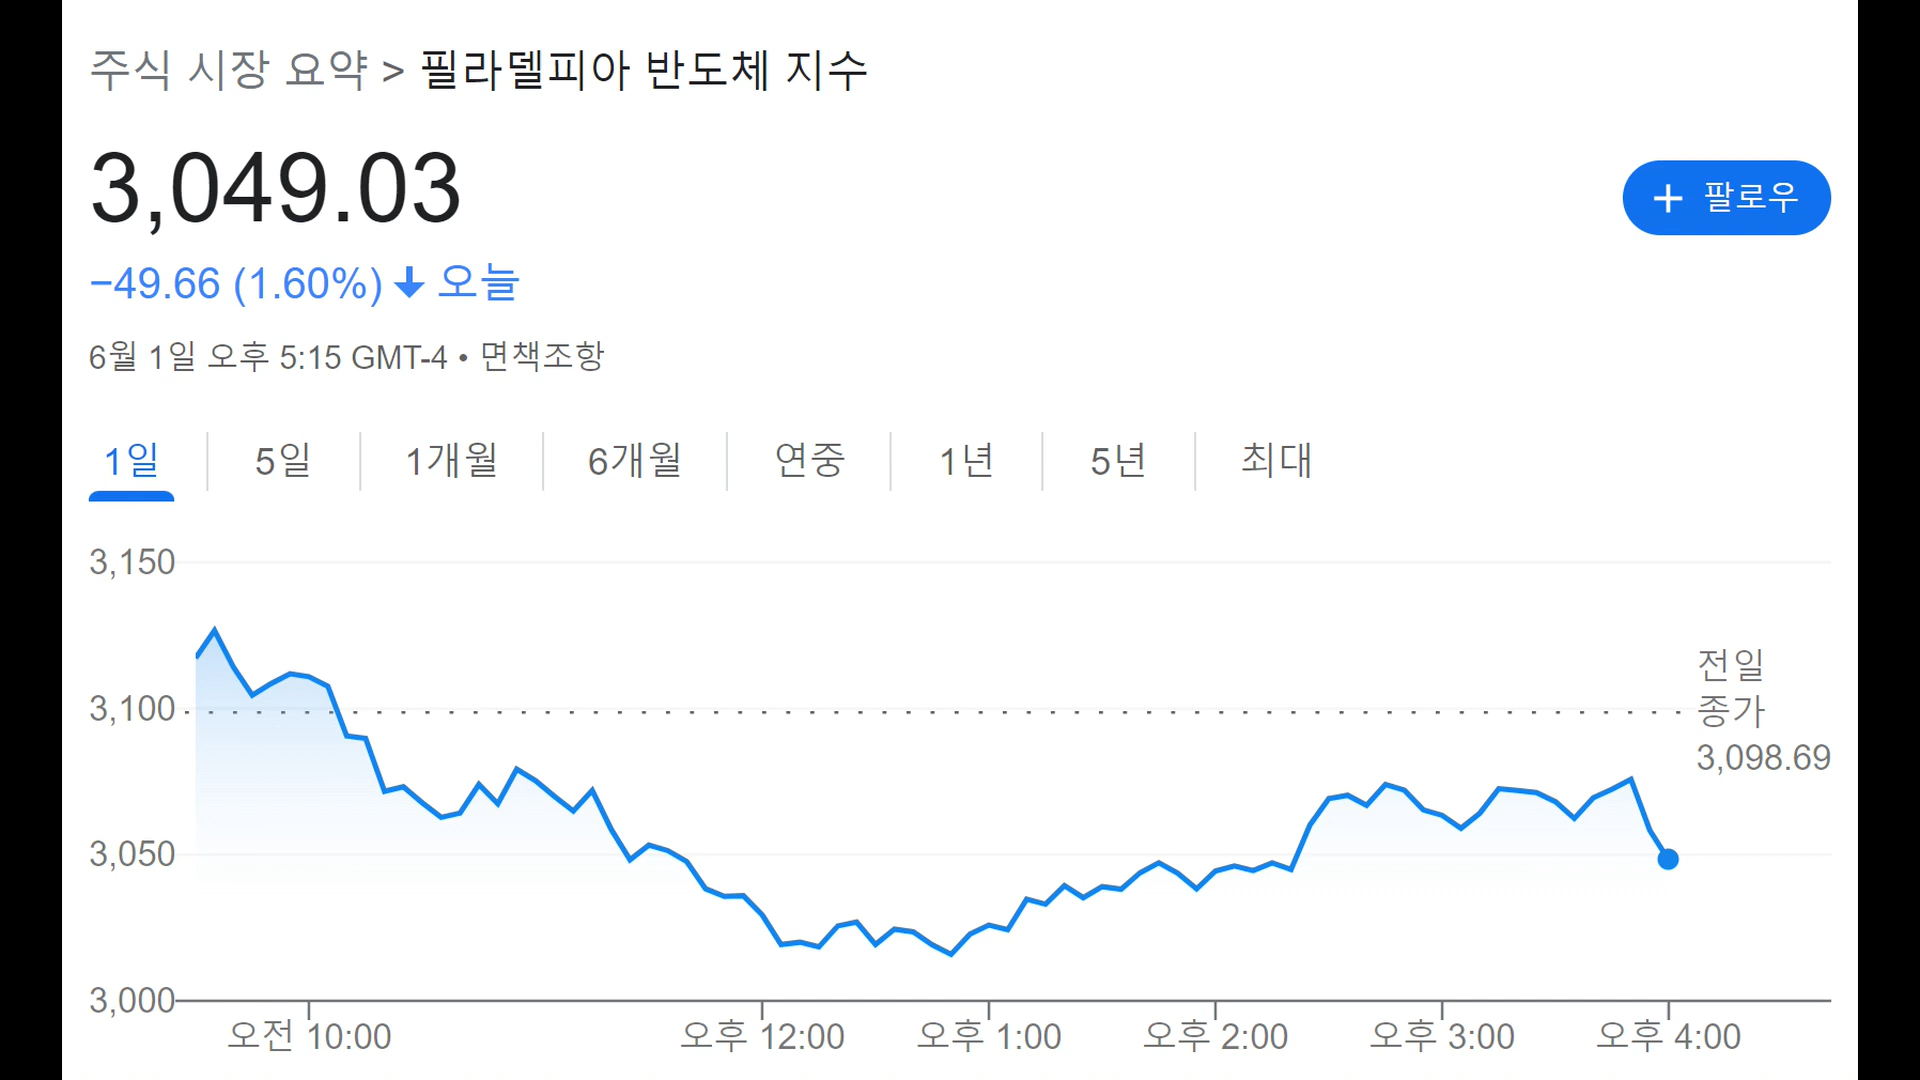 주식 시장 요약 > 필라델피아 반도체 지수
3,049.03
+ 팔로우
−49.66 (1.60%) ↓ 오늘
6월 1일 오후 5:15 GMT-4 • 면책조항
1일 5일 1개월 6개월 연중 1년 5년 최대
3,150
3,100
3,050
3,000
전일
종가
3,098.69
오전 10:00 오후 12:00 오후 1:00 오후 2:00 오후 3:00 오후 4:00